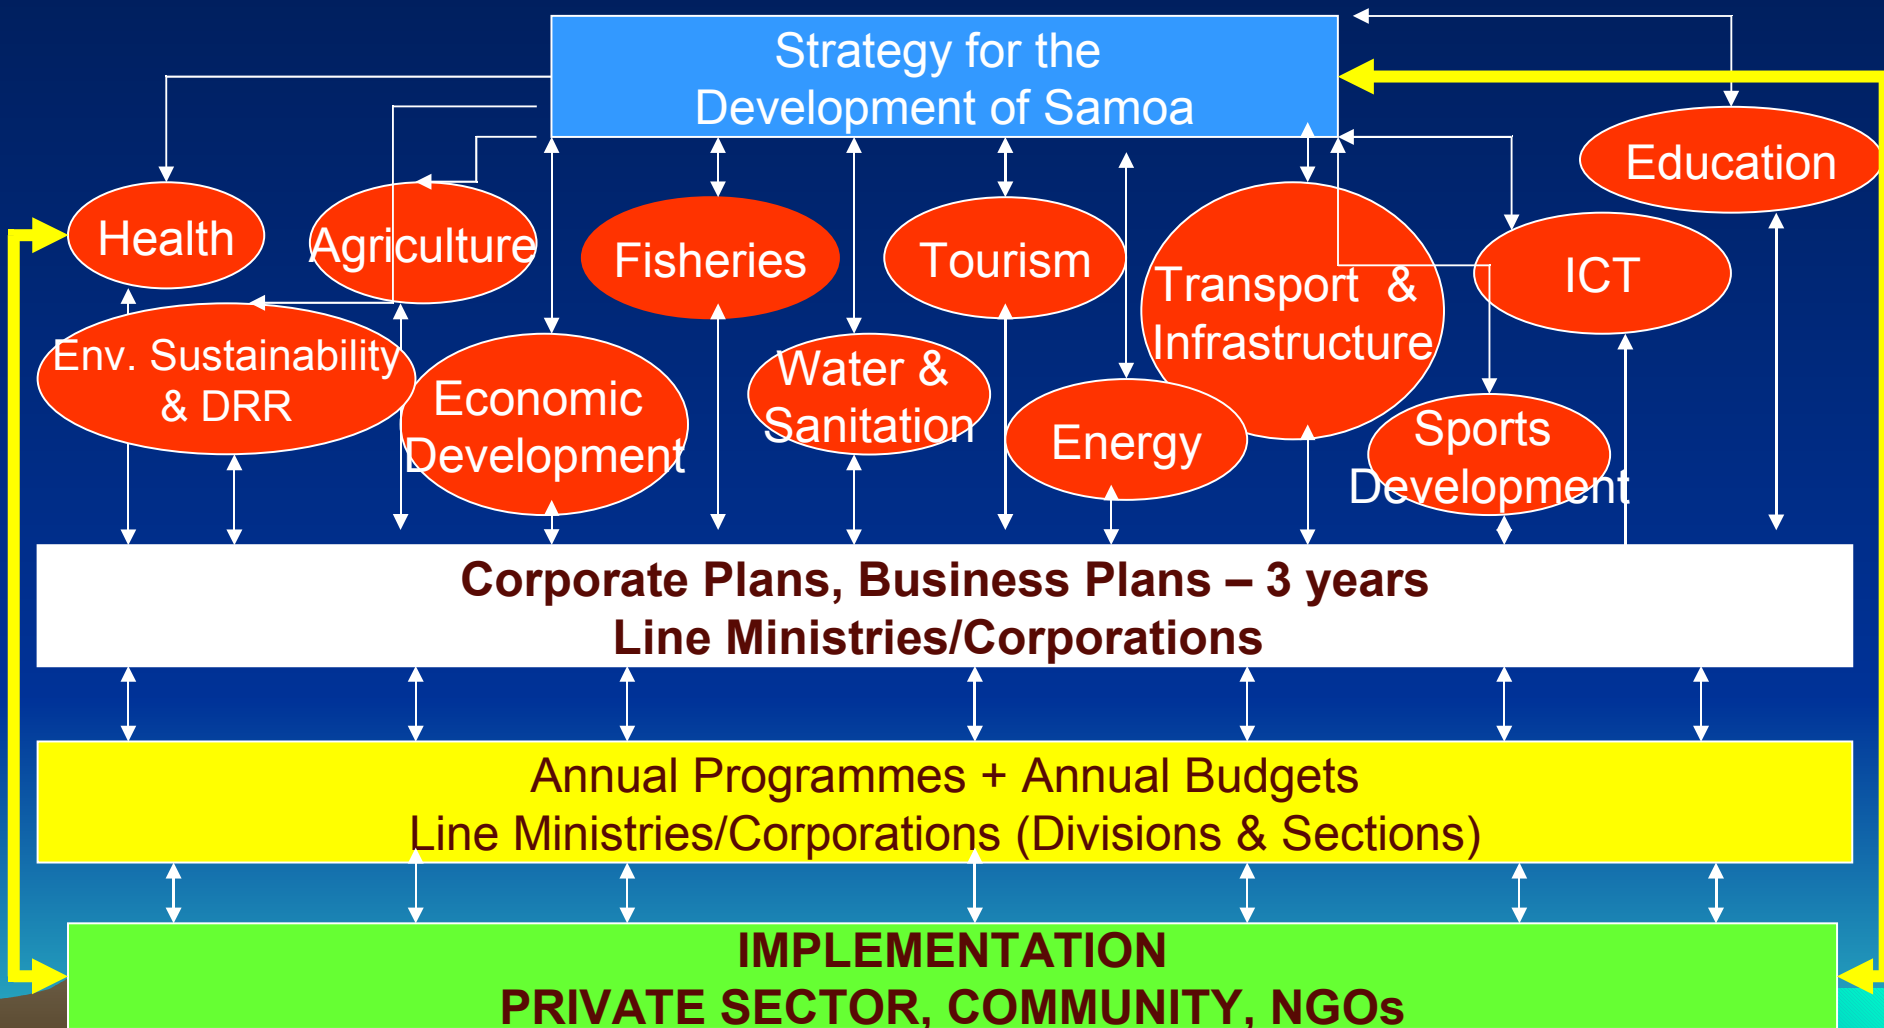 Strategy for the
Development of Samoa
Education
Health
Agriculture
Fisheries
Tourism
Transport &
Infrastructure
ICT
Env. Sustainability
& DRR
Economic
Development
Water &
Sanitation
Energy
Sports
Development
Corporate Plans, Business Plans – 3 years
Line Ministries/Corporations
Annual Programmes + Annual Budgets
Line Ministries/Corporations (Divisions & Sections)
IMPLEMENTATION
PRIVATE SECTOR, COMMUNITY, NGOs